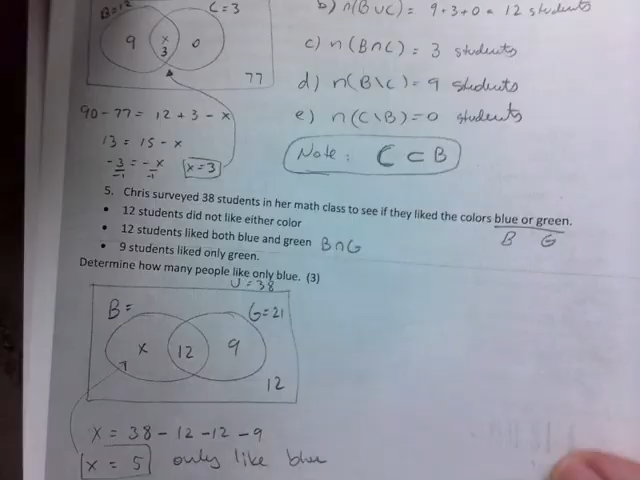 B=12
C=3
9
x
3
0
77
b) n(B∪C) = 9+3+0 = 12 students
c) n(B∩C) = 3 students
d) n(B\C) = 9 students
e) n(C\B) = 0 students
90-77 = 12 + 3 - x
13 = 15 - x
-3 = -x
-1 -1
x=3
Note: C ⊂ B
5. Chris surveyed 38 students in her math class to see if they liked the colors blue or green.
B G
• 12 students did not like either color
• 12 students liked both blue and green B∩G
• 9 students liked only green.
Determine how many people like only blue. (3)
U=38
B=
G=21
x
12
9
12
x = 38 - 12 - 12 - 9
x = 5 only like blue